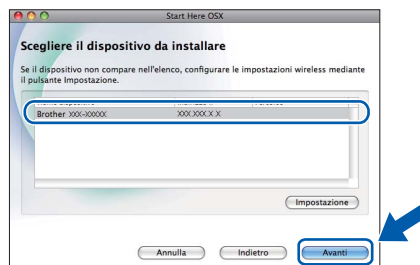 Start Here OSX
Scegliere il dispositivo da installare
Se il dispositivo non compare nell'elenco, configurare le impostazioni wireless mediante
il pulsante Impostazione.
Brother XXX-XXXXX XXX.XXX.X.X
Impostazione
Annulla Indietro Avanti